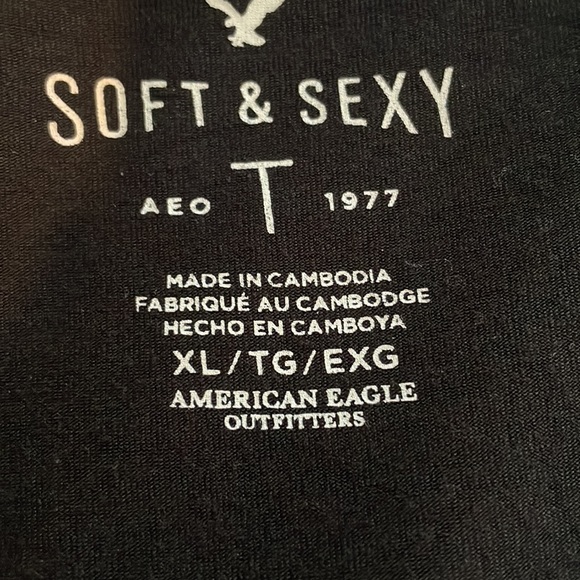 SOFT & SEXY
AEO T 1977
MADE IN CAMBODIA
FABRIQUÉ AU CAMBODGE
HECHO EN CAMBOYA
XL/TG/EXG
AMERICAN EAGLE
OUTFITTERS